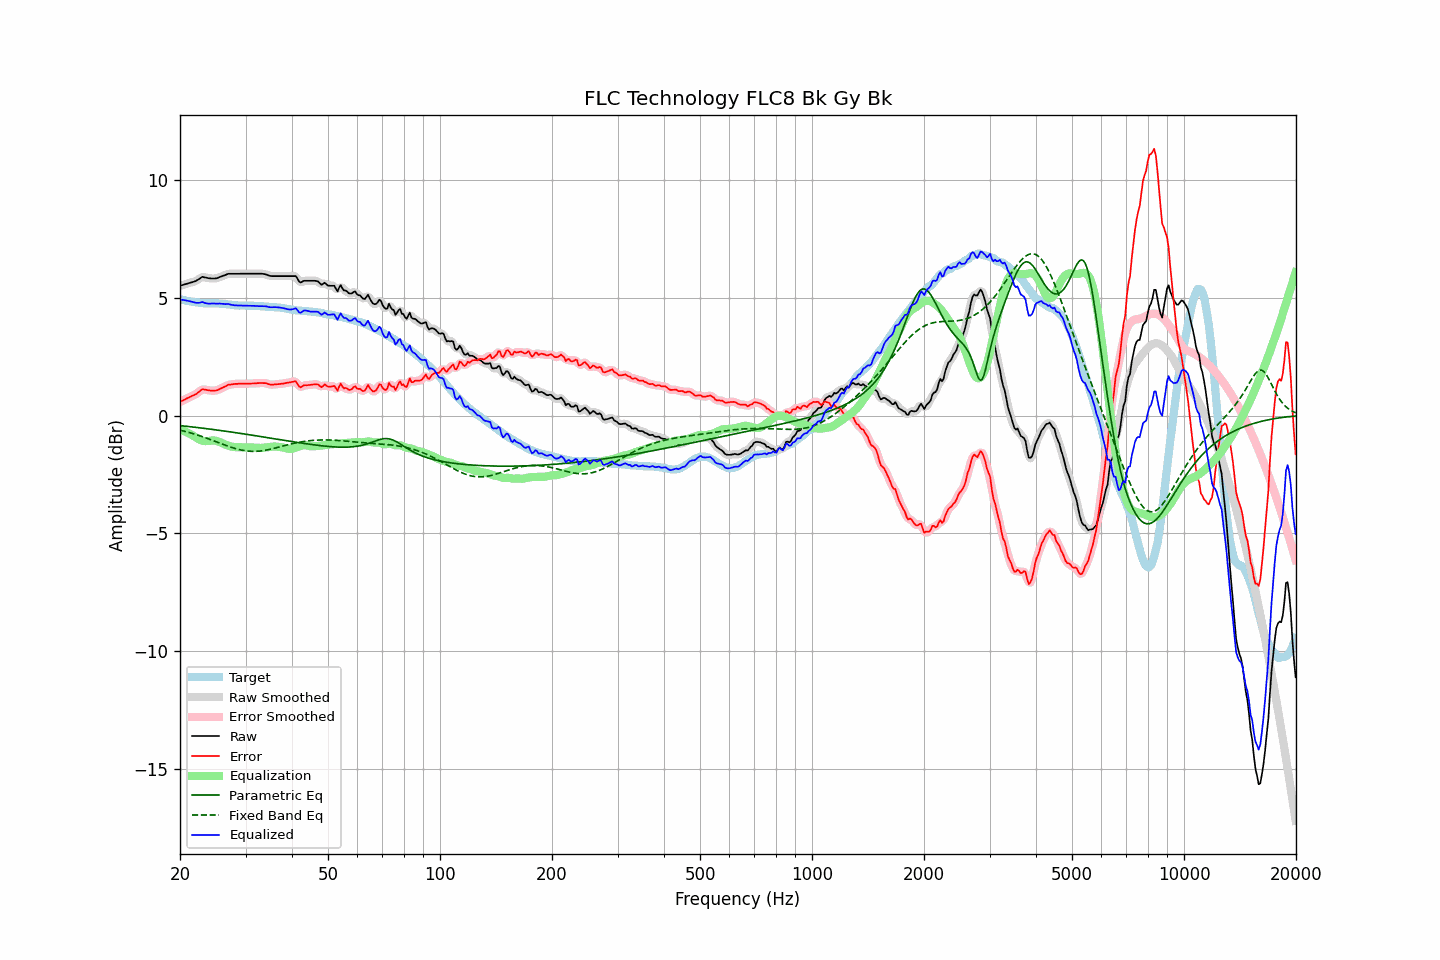 FLC Technology FLC8 Bk Gy Bk
Amplitude (dBr)
10
5
0
−5
−10
−15
Target
Raw Smoothed
Error Smoothed
Raw
Error
Equalization
Parametric Eq
Fixed Band Eq
Equalized
20 50 100 200 500 1000 2000 5000 10000 20000
Frequency (Hz)